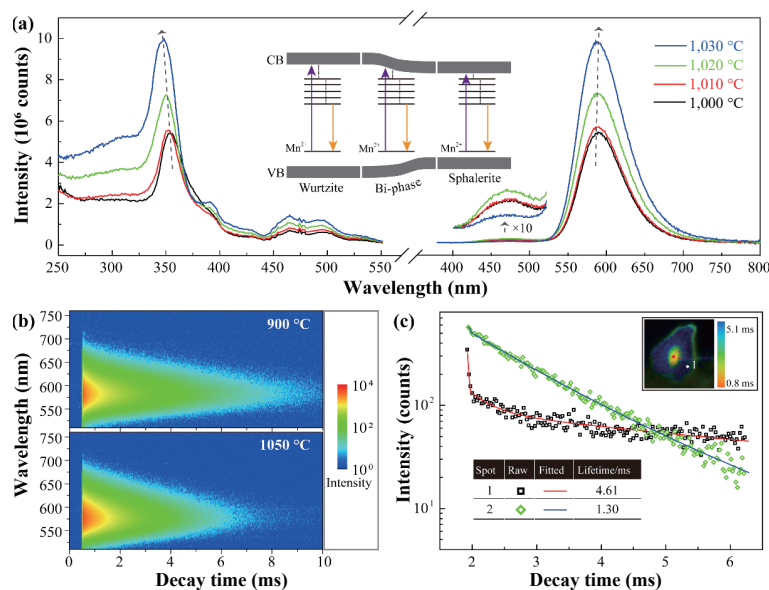 (a)
Intensity (10⁶ counts)
10
8
6
4
2
0
CB
VB
Mn²⁺
Mn²⁺
Mn²⁺
Wurtzite
Bi-phase
Sphalerite
1,030 °C
1,020 °C
1,010 °C
1,000 °C
×10
250 300 350 400 450 500 550
400 450 500 550 600 650 700 750 800
Wavelength (nm)
(b)
Wavelength (nm)
750
700
650
600
550
900 °C
750
700
650
600
550
1050 °C
10⁴
10²
10⁰
Intensity
0 2 4 6 8 10
Decay time (ms)
(c)
Intensity (counts)
10³
10²
10¹
5.1 ms
0.8 ms
1
Spot Raw Fitted Lifetime/ms
1 4.61
2 1.30
2 3 4 5 6
Decay time (ms)